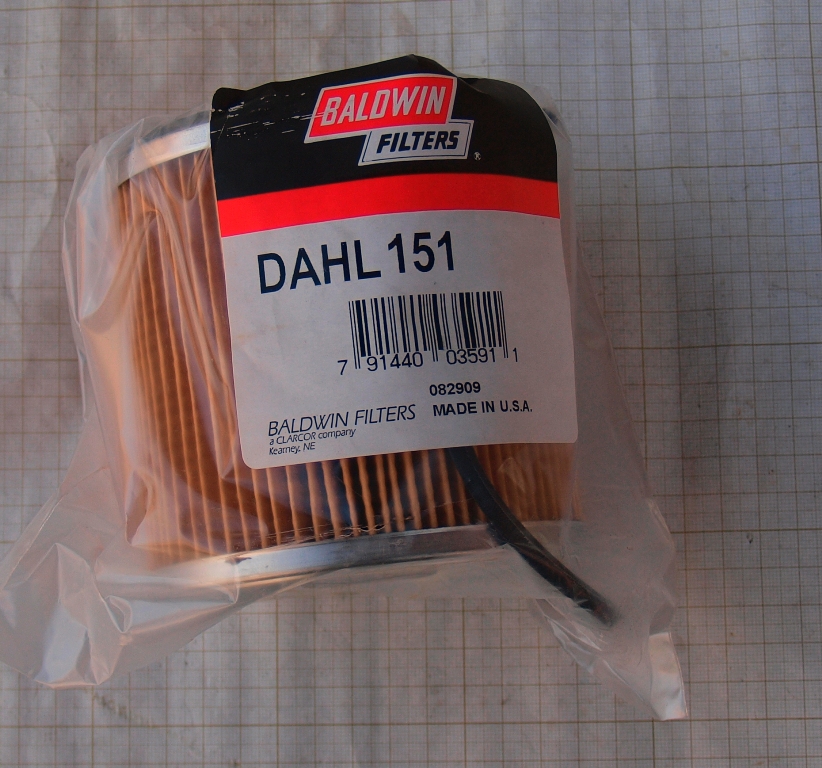 BALDWIN
FILTERS®
DAHL 151
7 91440 03591 1
082909
MADE IN U.S.A.
BALDWIN FILTERS
a CLARCOR company
Kearney, NE